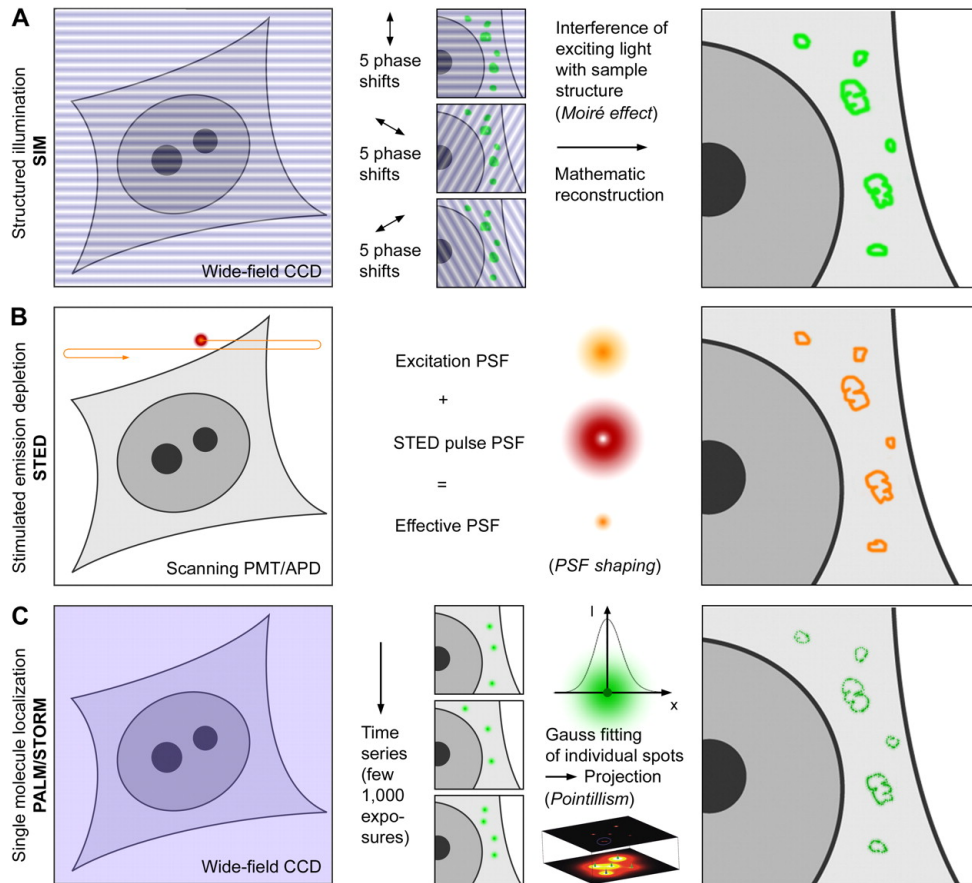 A
Structured illumination
SIM
Wide-field CCD
5 phase
shifts
5 phase
shifts
5 phase
shifts
Interference of
exciting light
with sample
structure
(Moiré effect)
Mathematic
reconstruction
B
Stimulated emission depletion
STED
Scanning PMT/APD
Excitation PSF
+
STED pulse PSF
=
Effective PSF
(PSF shaping)
C
Single molecule localization
PALM/STORM
Wide-field CCD
Time
series
(few
1,000
expo-
sures)
I
x
Gauss fitting
of individual spots
Projection
(Pointillism)